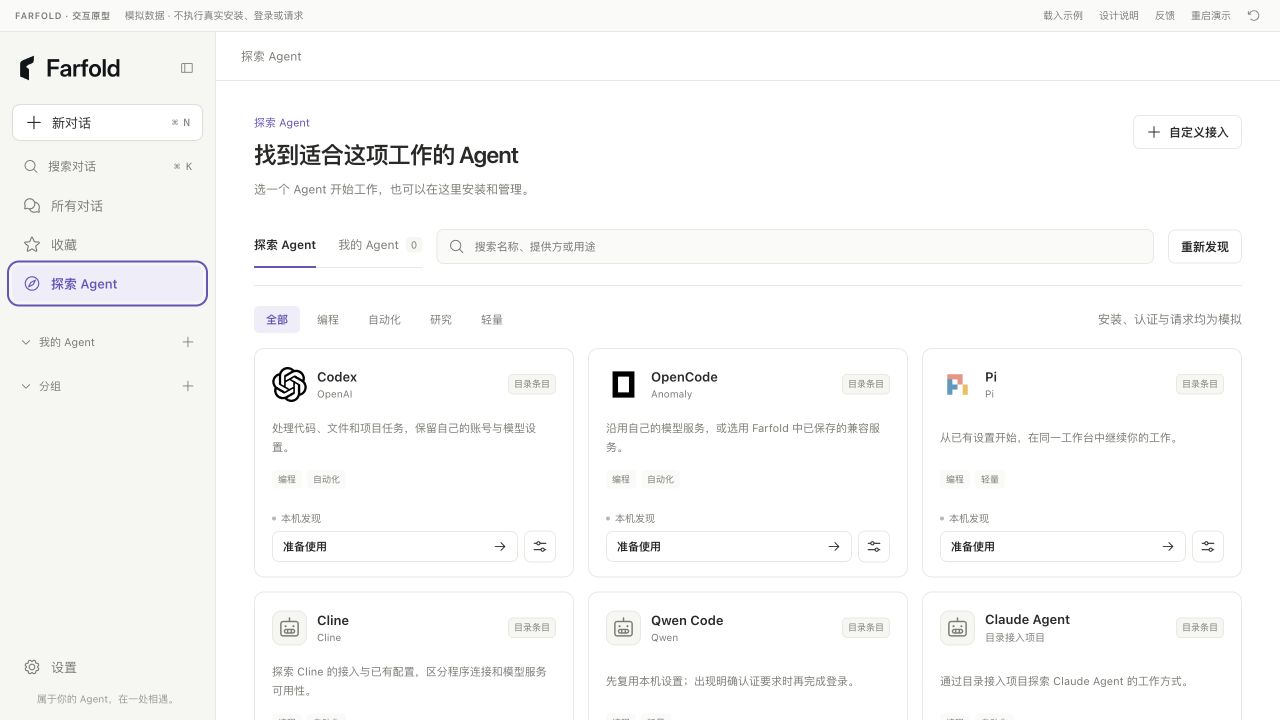 FARFOLD · 交互原型 模拟数据 · 不执行真实安装、登录或请求 载入示例 设计说明 反馈 重启演示
Farfold
新对话 ⌘ N
搜索对话 ⌘ K
所有对话
收藏
探索 Agent
我的 Agent
分组
设置
属于你的 Agent，在一处相遇。
探索 Agent
探索 Agent
找到适合这项工作的 Agent
选一个 Agent 开始工作，也可以在这里安装和管理。
自定义接入
探索 Agent 我的 Agent 0 搜索名称、提供方或用途 重新发现
全部 编程 自动化 研究 轻量 安装、认证与请求均为模拟
Codex
OpenAI
目录条目
处理代码、文件和项目任务，保留自己的账号与模型设
置。
编程 自动化
本机发现
准备使用
OpenCode
Anomaly
目录条目
沿用自己的模型服务，或选用 Farfold 中已保存的兼容服
务。
编程 自动化
本机发现
准备使用
Pi
Pi
目录条目
从已有设置开始，在同一工作台中继续你的工作。
编程 轻量
本机发现
准备使用
Cline
Cline
目录条目
探索 Cline 的接入与已有配置，区分程序连接和模型服务
可用性。
Qwen Code
Qwen
目录条目
先复用本机设置；出现明确认证要求时再完成登录。
Claude Agent
目录接入项目
目录条目
通过目录接入项目探索 Claude Agent 的工作方式。